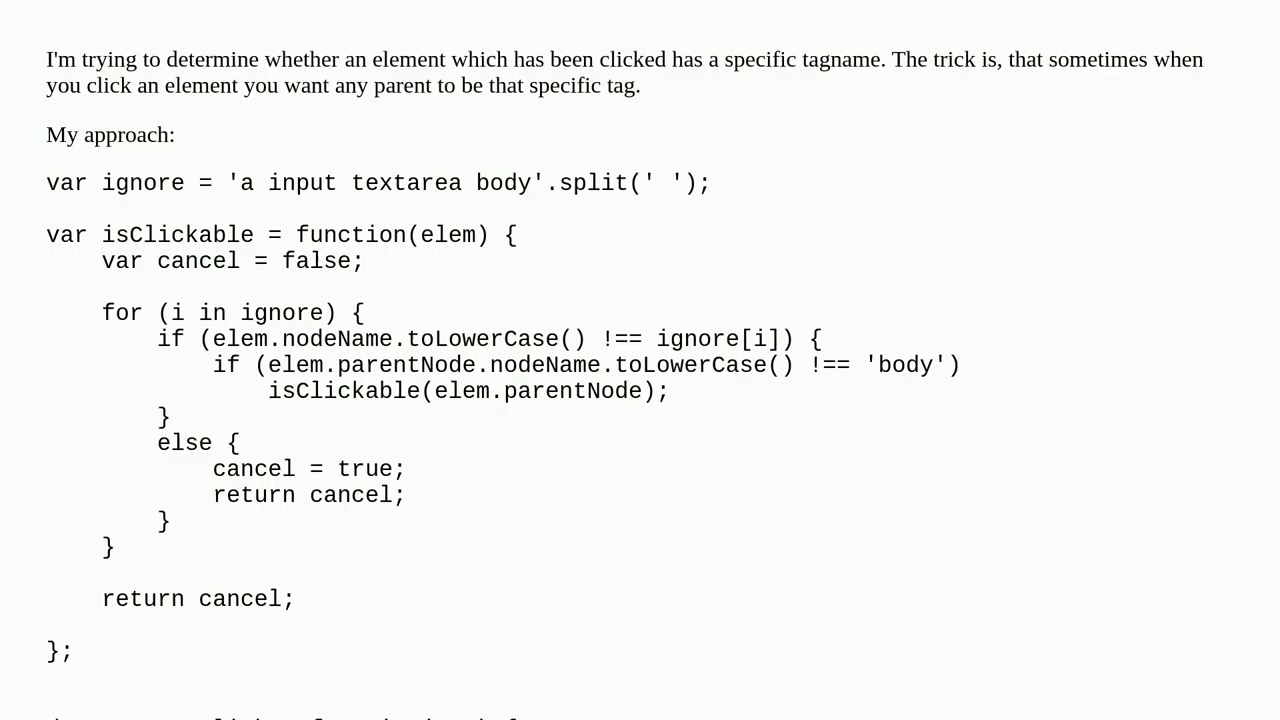 I'm trying to determine whether an element which has been clicked has a specific tagname. The trick is, that sometimes when
you click an element you want any parent to be that specific tag.
My approach:
var ignore = 'a input textarea body'.split(' ');
var isClickable = function(elem) {
    var cancel = false;
    for (i in ignore) {
        if (elem.nodeName.toLowerCase() !== ignore[i]) {
            if (elem.parentNode.nodeName.toLowerCase() !== 'body')
                isClickable(elem.parentNode);
        }
        else {
            cancel = true;
            return cancel;
        }
    }
    return cancel;
};